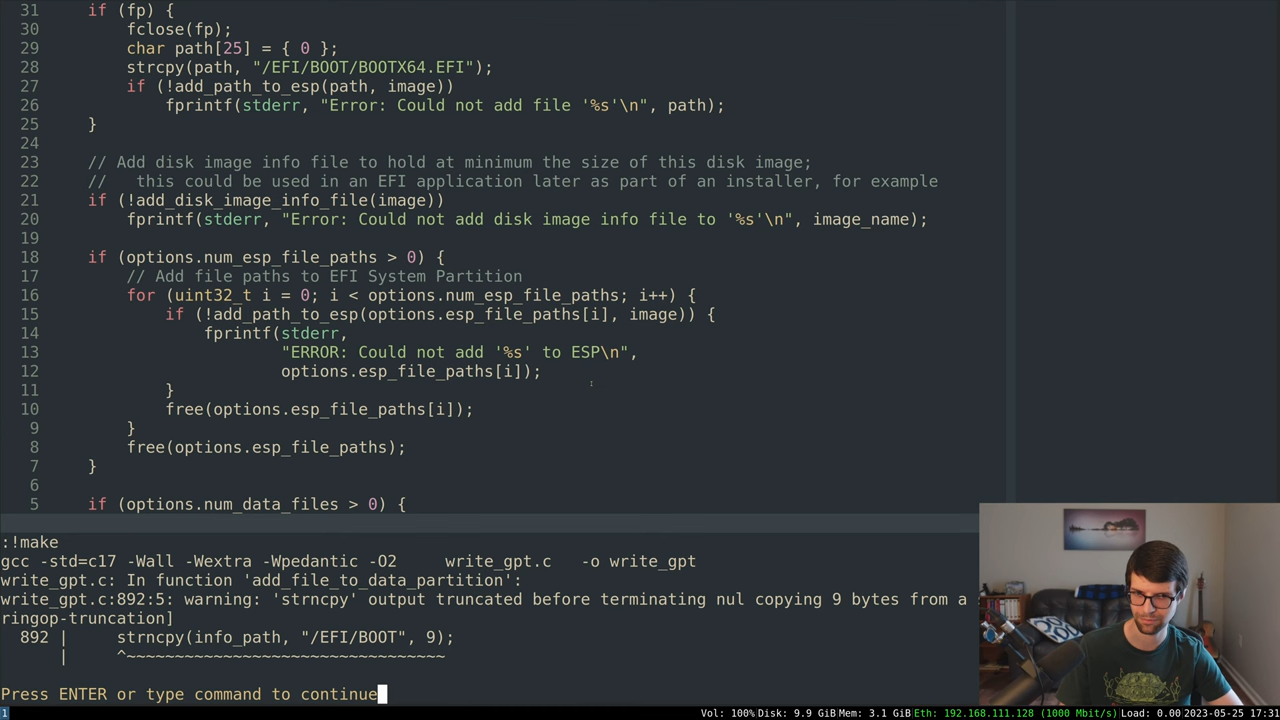 31     if (fp) {
30         fclose(fp);
29         char path[25] = { 0 };
28         strcpy(path, "/EFI/BOOT/BOOTX64.EFI");
27         if (!add_path_to_esp(path, image))
26             fprintf(stderr, "Error: Could not add file '%s'\n", path);
25     }
24
23     // Add disk image info file to hold at minimum the size of this disk image;
22     //   this could be used in an EFI application later as part of an installer, for example
21     if (!add_disk_image_info_file(image))
20         fprintf(stderr, "Error: Could not add disk image info file to '%s'\n", image_name);
19
18     if (options.num_esp_file_paths > 0) {
17         // Add file paths to EFI System Partition
16         for (uint32_t i = 0; i < options.num_esp_file_paths; i++) {
15             if (!add_path_to_esp(options.esp_file_paths[i], image)) {
14                 fprintf(stderr,
13                         "ERROR: Could not add '%s' to ESP\n",
12                         options.esp_file_paths[i]);
11             }
10             free(options.esp_file_paths[i]);
9         }
8         free(options.esp_file_paths);
7     }
6
5     if (options.num_data_files > 0) {
:!make
gcc -std=c17 -Wall -Wextra -Wpedantic -O2     write_gpt.c   -o write_gpt
write_gpt.c: In function 'add_file_to_data_partition':
write_gpt.c:892:5: warning: 'strncpy' output truncated before terminating nul copying 9 bytes from a
ringop-truncation]
892 |     strncpy(info_path, "/EFI/BOOT", 9);
|     ^~~~~~~~~~~~~~~~~~~~~~~~~~~~~~~~~~
Press ENTER or type command to continue
1 Vol: 100% Disk: 9.9 GiB Mem: 3.1 GiB Eth: 192.168.111.128 (1000 Mbit/s) Load: 0.00 2023-05-25 17:31